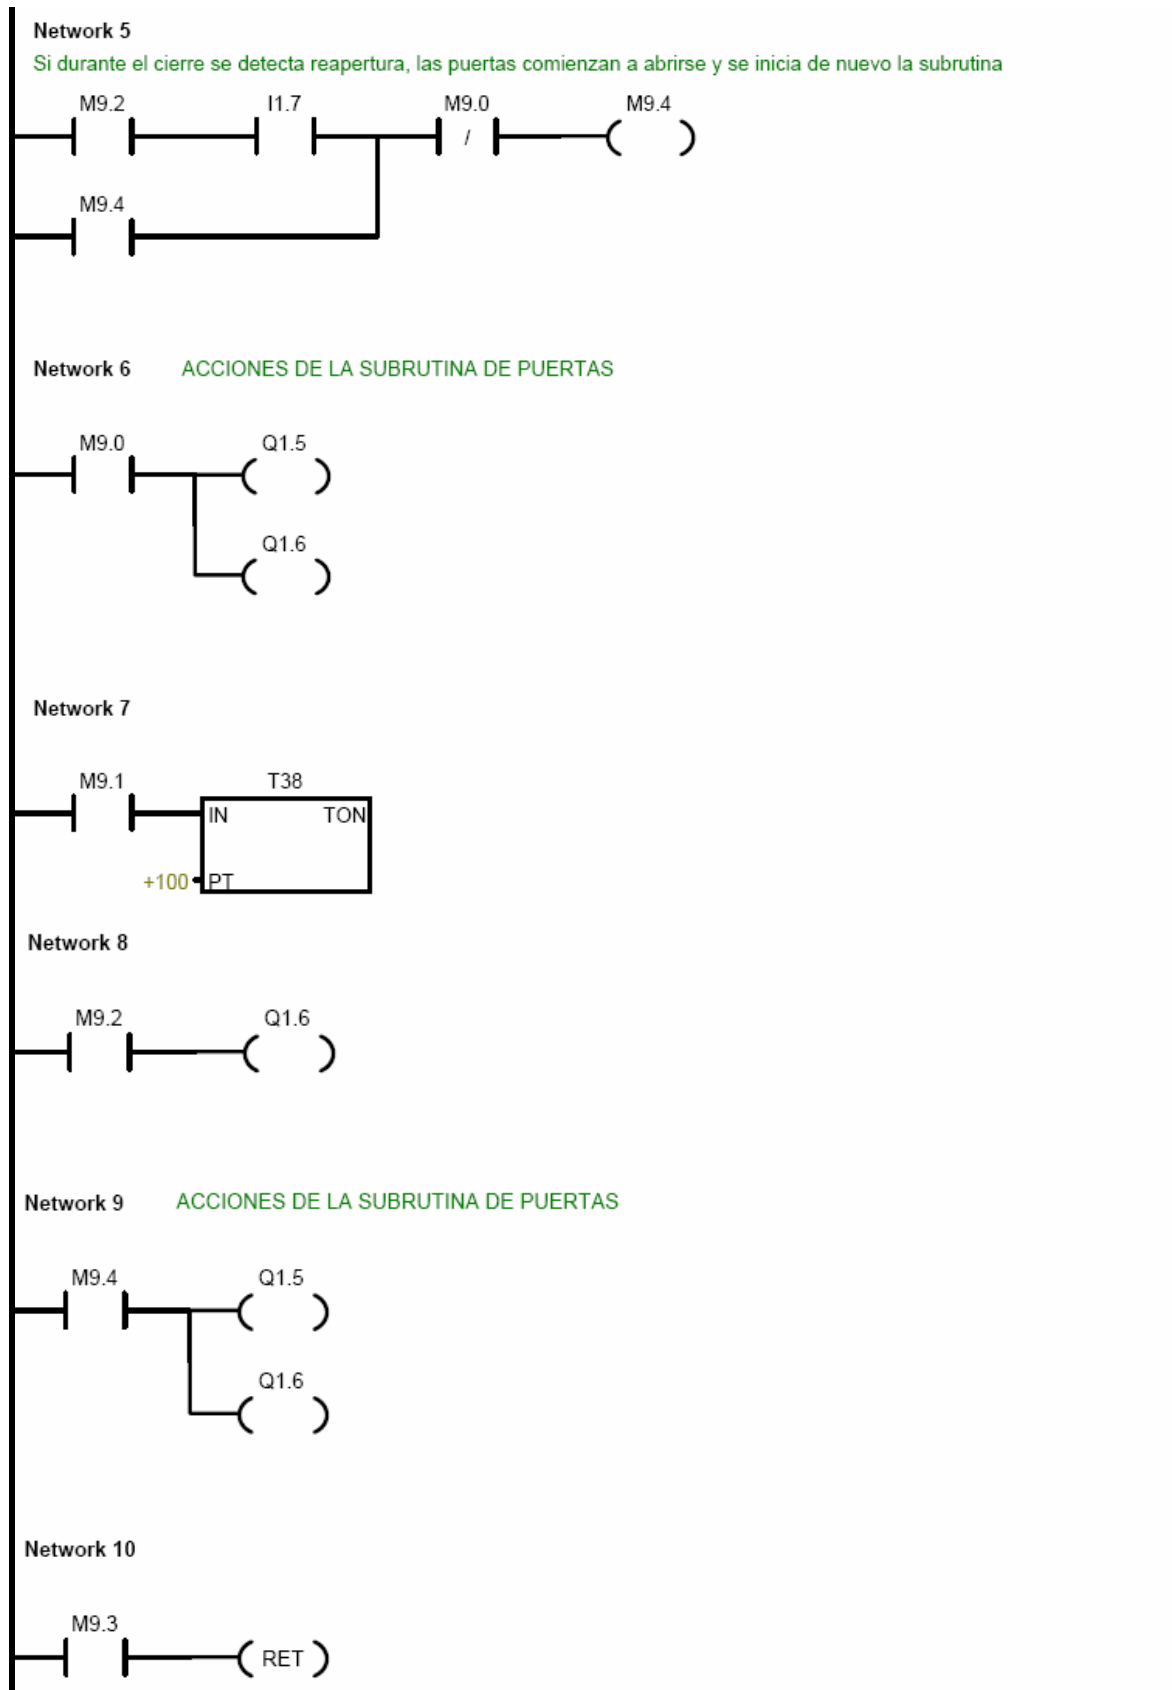 Network 5
Si durante el cierre se detecta reapertura, las puertas comienzan a abrirse y se inicia de nuevo la subrutina
M9.2 I1.7 M9.0 M9.4
/
M9.4
Network 6 ACCIONES DE LA SUBRUTINA DE PUERTAS
M9.0 Q1.5
Q1.6
Network 7
M9.1 T38
IN TON
+100 PT
Network 8
M9.2 Q1.6
Network 9 ACCIONES DE LA SUBRUTINA DE PUERTAS
M9.4 Q1.5
Q1.6
Network 10
M9.3
RET